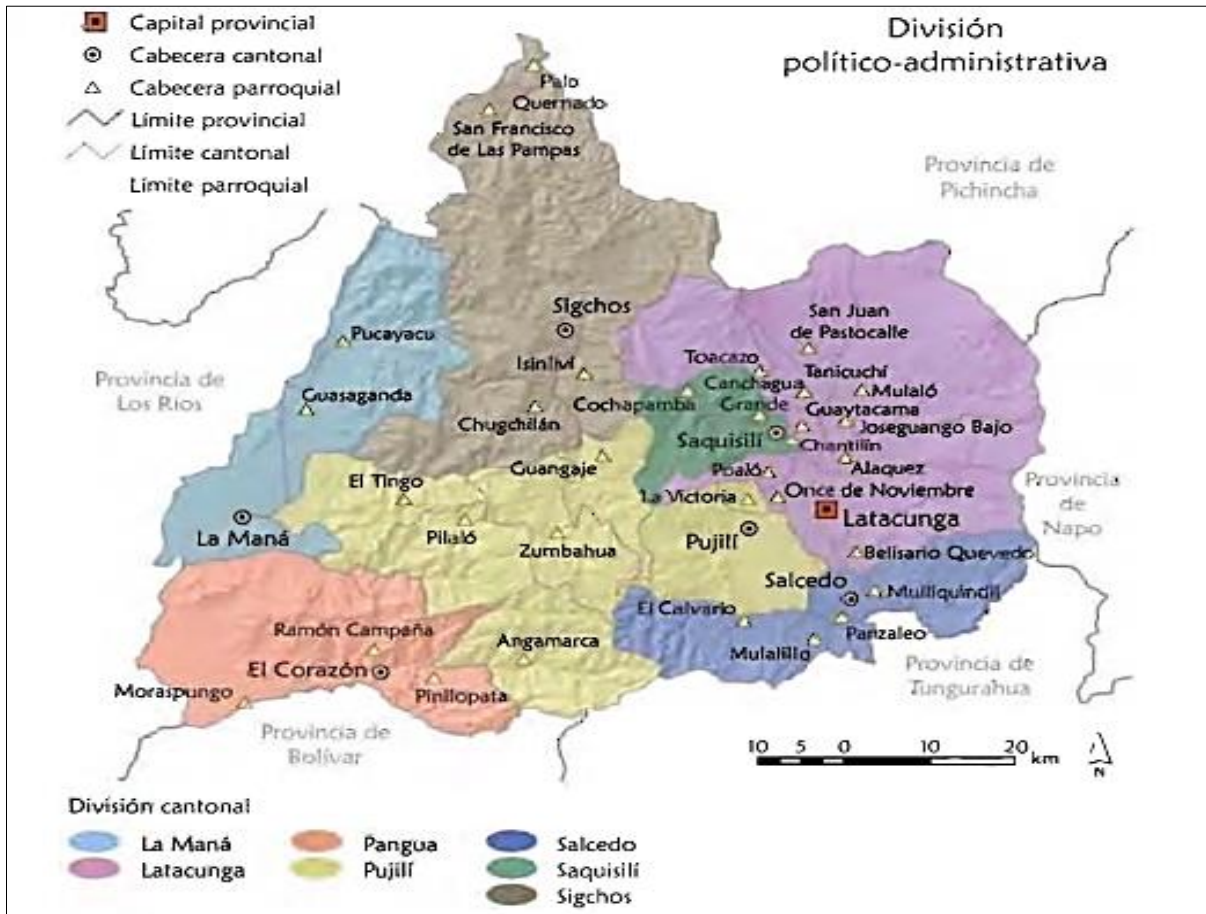 Capital provincial
Cabecera cantonal
Cabecera parroquial
Límite provincial
Límite cantonal
Límite parroquial
División
político-administrativa
Palo
Quemado
San Francisco
de Las Pampas
Provincia de
Pichincha
Sigchos
San Juan
de Pastocalle
Pucayacu
Isinliví
Toacazo
Tanicuchí
Provincia de
Los Ríos
Guasaganda
Cochapamba
Canchagua
Grande
Mulaló
Guaytacama
Joseguango Bajo
Chugchilán
Saquisilí
Chantilín
Guangaje
Poaló
Alaquez
El Tingo
La Victoria
Once de Noviembre
Provincia
de
Napo
La Maná
Pilaló
Zumbahua
Pujilí
Latacunga
Belisario Quevedo
Salcedo
Mulliquindil
El Calvario
Panzaleo
Ramón Campaña
Angamarca
Mulalillo
El Corazón
Provincia de
Tungurahua
Moraspungo
Pinllopata
Provincia de
Bolívar
10 5 0 10 20
km
N
División cantonal
La Maná
Pangua
Salcedo
Latacunga
Pujilí
Saquisilí
Sigchos